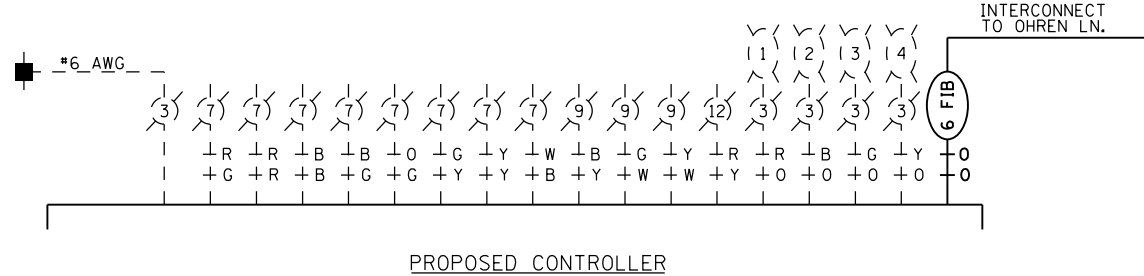 INTERCONNECT
TO OHREN LN.
1 2 3 4
#6 AWG
3 7 7 7 7 7 7 7 7 9 9 9 12 3 3 3 3 6 FIB
R R B B O G Y W B G Y R R B G Y O
G R B G G Y Y B Y W W Y O O O O O
PROPOSED CONTROLLER